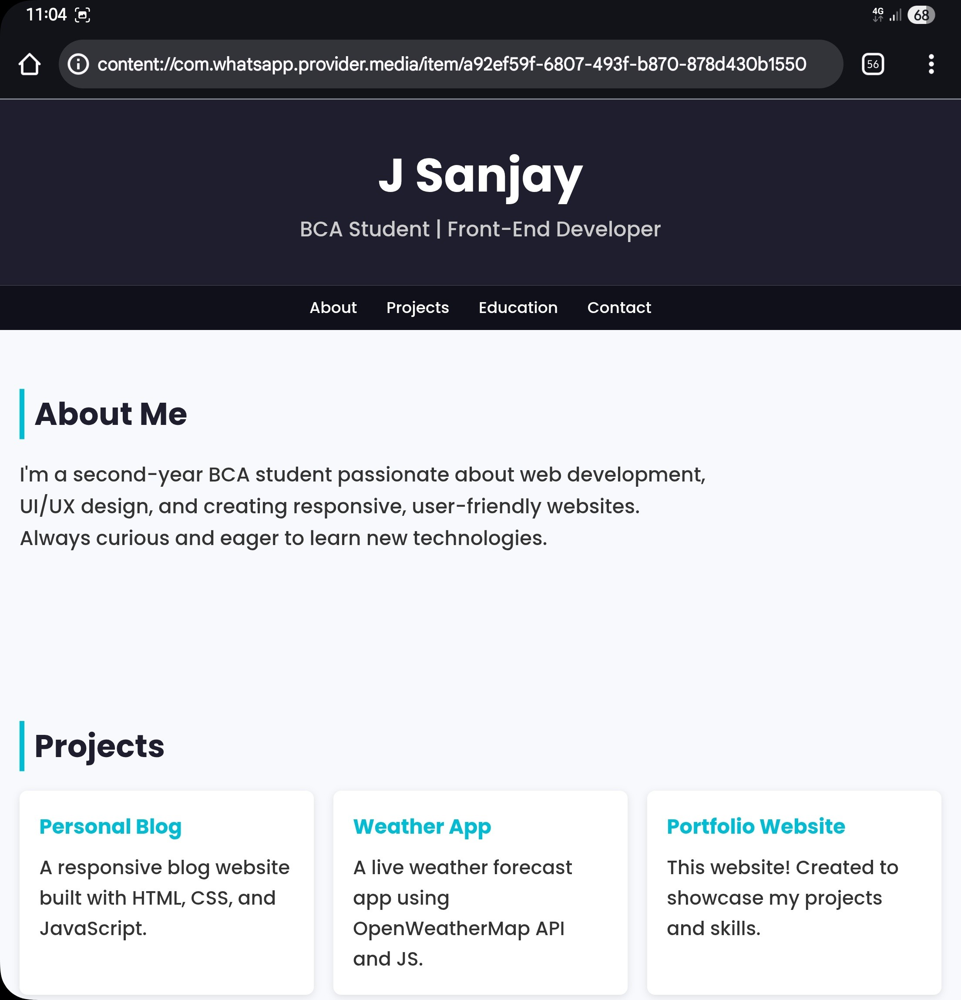 11:04
4G
68
content://com.whatsapp.provider.media/item/a92ef59f-6807-493f-b870-878d430b1550
56
J Sanjay
BCA Student | Front-End Developer
About Projects Education Contact
About Me
I'm a second-year BCA student passionate about web development,
UI/UX design, and creating responsive, user-friendly websites.
Always curious and eager to learn new technologies.
Projects
Personal Blog
A responsive blog website
built with HTML, CSS, and
JavaScript.
Weather App
A live weather forecast
app using
OpenWeatherMap API
and JS.
Portfolio Website
This website! Created to
showcase my projects
and skills.